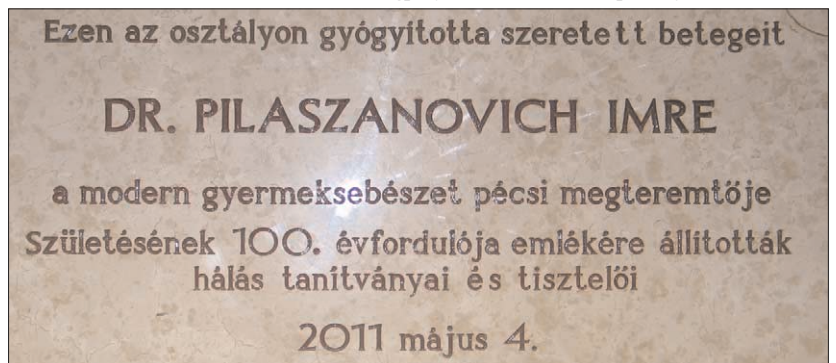 Ezen az osztályon gyógyította szeretett betegeit
DR. PILASZANOVICH IMRE
a modern gyermeksebészet pécsi megteremtője
Születésének 100. évfordulója emlékére állították
hálás tanítványai és tisztelői
2011 május 4.